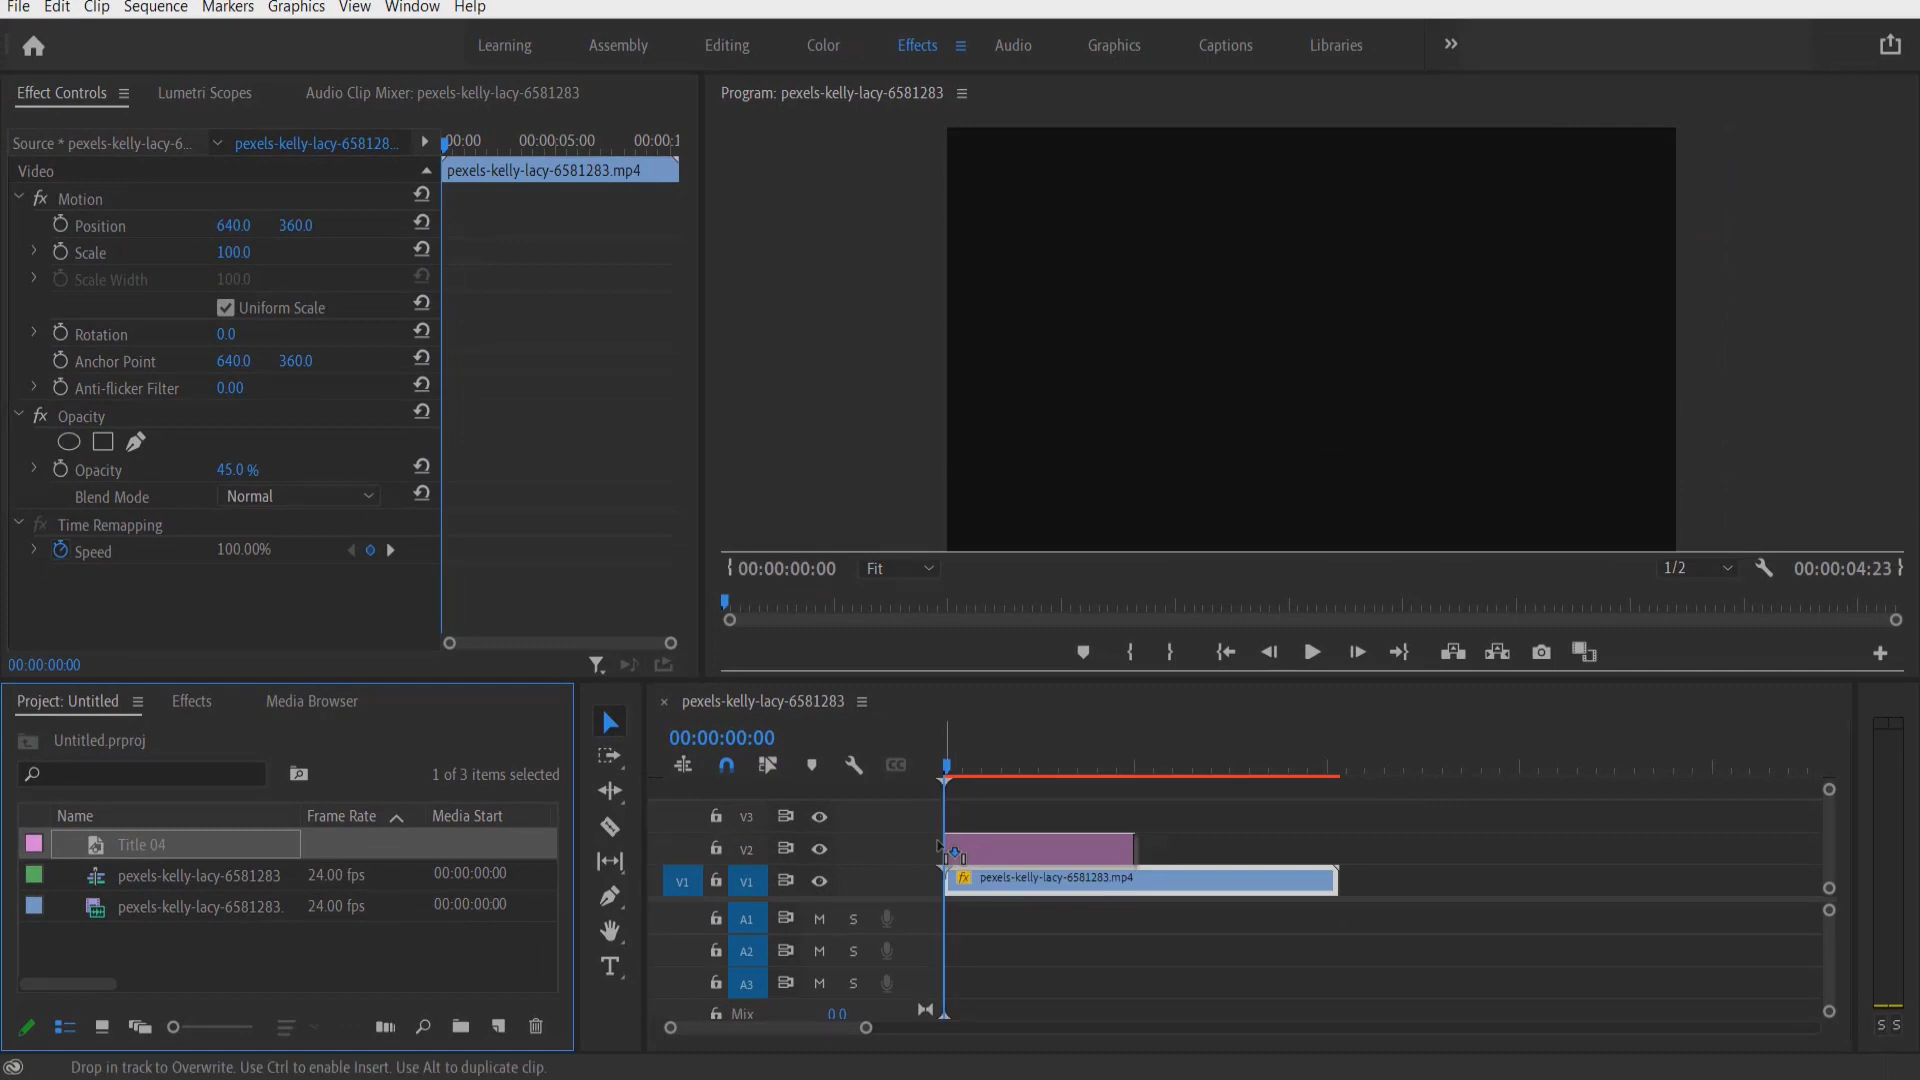 File Edit Clip Sequence Markers Graphics View Window Help
Learning Assembly Editing Color Effects Audio Graphics Captions Libraries
Effect Controls Lumetri Scopes Audio Clip Mixer: pexels-kelly-lacy-6581283
Program: pexels-kelly-lacy-6581283
Source * pexels-kelly-lacy-6... pexels-kelly-lacy-658128... :00:00 00:00:05:00 00:00:1
Video pexels-kelly-lacy-6581283.mp4
fx Motion
Position 640.0 360.0
Scale 100.0
Scale Width 100.0
Uniform Scale
Rotation 0.0
Anchor Point 640.0 360.0
Anti-flicker Filter 0.00
fx Opacity
Opacity 45.0 %
Blend Mode Normal
fx Time Remapping
Speed 100.00%
00:00:00:00
00:00:00:00 Fit 1/2 00:00:04:23
Project: Untitled Effects Media Browser
Untitled.prproj
1 of 3 items selected
Name Frame Rate Media Start
Title 04
pexels-kelly-lacy-6581283 24.00 fps 00:00:00:00
pexels-kelly-lacy-6581283. 24.00 fps 00:00:00:00
pexels-kelly-lacy-6581283
00:00:00:00
V3
V2
V1 V1 fx pexels-kelly-lacy-6581283.mp4
A1 M S
A2 M S
A3 M S
Mix 0.0
S S
Drop in track to Overwrite. Use Ctrl to enable Insert. Use Alt to duplicate clip.